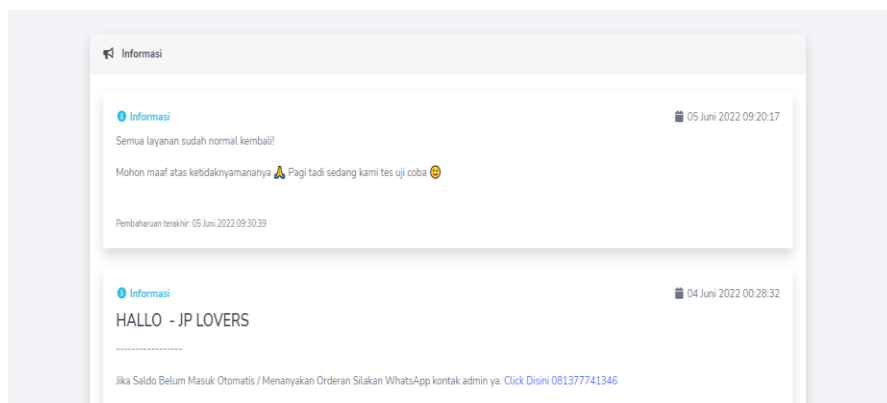 Informasi
Informasi
05 Juni 2022 09:20:17
Semua layanan sudah normal kembali!
Mohon maaf atas ketidaknyamananya 🙏 Pagi tadi sedang kami tes uji coba 🙂
Pembaharuan terakhir: 05 Juni 2022 09:30:39
Informasi
04 Juni 2022 00:28:32
HALLO - JP LOVERS
-----------------
Jika Saldo Belum Masuk Otomatis / Menanyakan Orderan Silakan WhatsApp kontak admin ya. Click Disini 081377741346